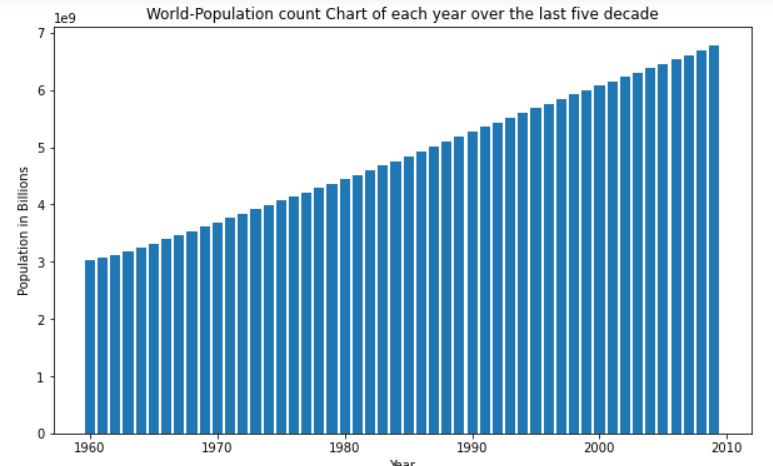 World-Population count Chart of each year over the last five decade
1e9
7
6
5
4
3
2
1
0
Population in Billions
1960 1970 1980 1990 2000 2010
Year